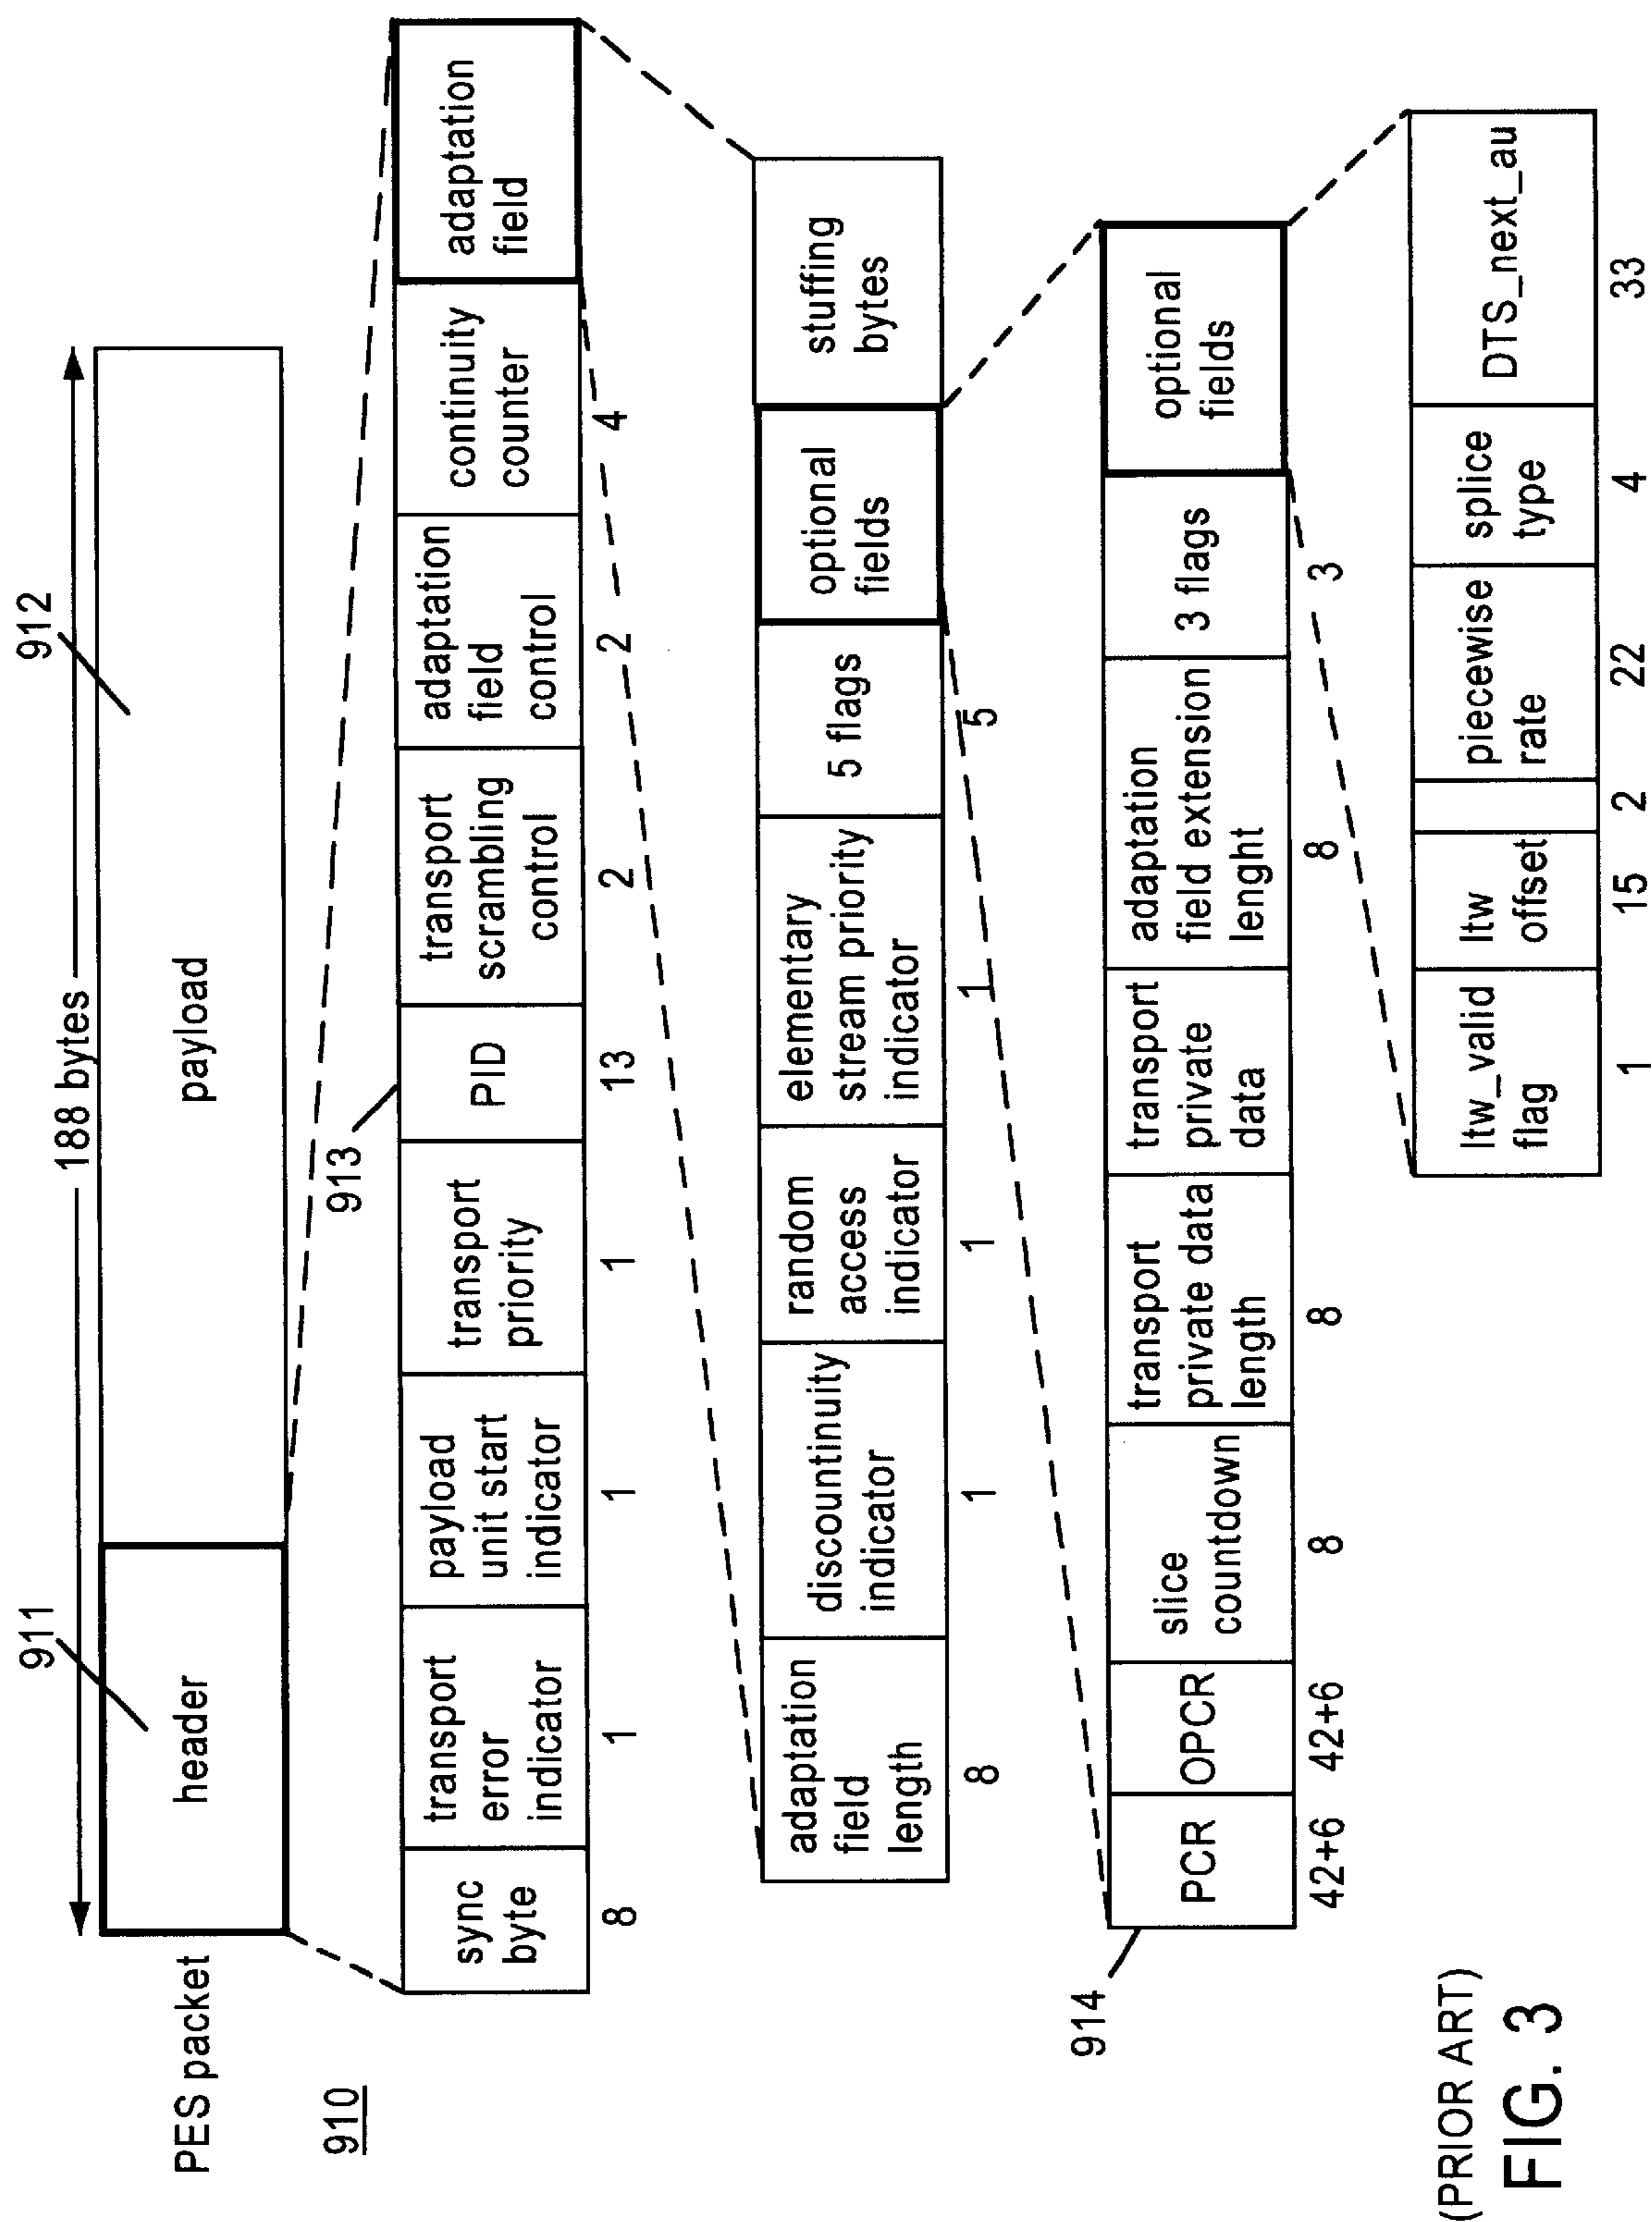 188 bytes
911
912
PES packet
header
payload
910
913
sync
byte
transport
error
indicator
payload
unit start
indicator
transport
priority
PID
transport
scrambling
control
adaptation
field
control
continuity
counter
adaptation
field
8
1
1
1
13
2
2
4
adaptation
field
length
discountinuity
indicator
random
access
indicator
elementary
stream priority
indicator
5 flags
optional
fields
stuffing
bytes
8
1
1
1
5
914
PCR
OPCR
slice
countdown
transport
private data
length
transport
private
data
adaptation
field extension
lenght
3 flags
optional
fields
42+6
42+6
8
8
8
3
ltw_valid
flag
ltw
offset
piecewise
rate
splice
type
DTS_next_au
1
15
2
22
4
33
(PRIOR ART)
FIG. 3